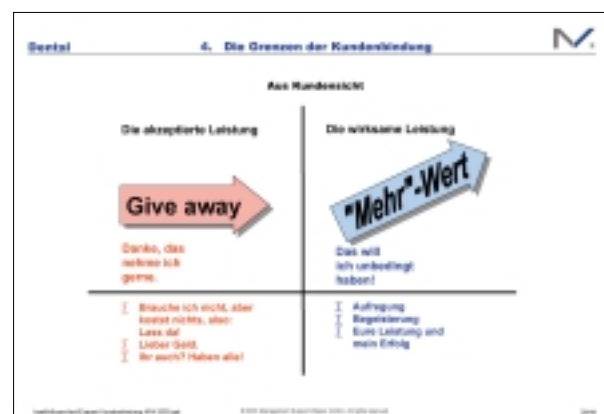 Dental
4. Die Grenzen der Kundenbindung
Aus Kundensicht
Die akzeptierte Leistung
Die wirksame Leistung
Give away
"Mehr"-Wert
Danke, das
nehme ich
gerne.
Das will
ich unbedingt
haben!
Brauche ich nicht, aber
kostet nichts, also:
Lass da!
Lieber Geld.
Ihr auch? Haben alle!
Aufregung
Begeisterung
Eure Leistung und
mein Erfolg